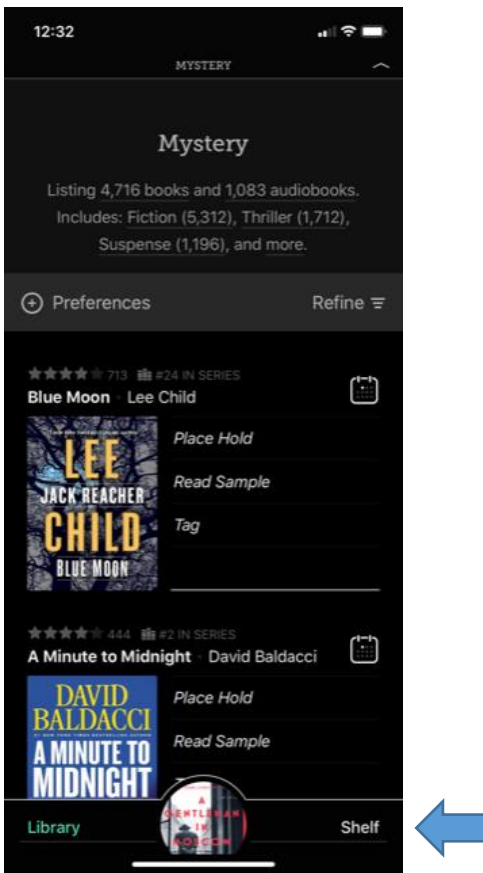 12:32
MYSTERY
Mystery
Listing 4,716 books and 1,083 audiobooks.
Includes: Fiction (5,312), Thriller (1,712),
Suspense (1,196), and more.
Preferences
Refine
713 #24 IN SERIES
Blue Moon · Lee Child
LEE
JACK REACHER
CHILD
BLUE MOON
Place Hold
Read Sample
Tag
444 #2 IN SERIES
A Minute to Midnight · David Baldacci
DAVID
BALDACCI
A MINUTE TO
MIDNIGHT
Place Hold
Read Sample
Library
A
GENTLEMAN
IN
MOSCOW
Shelf